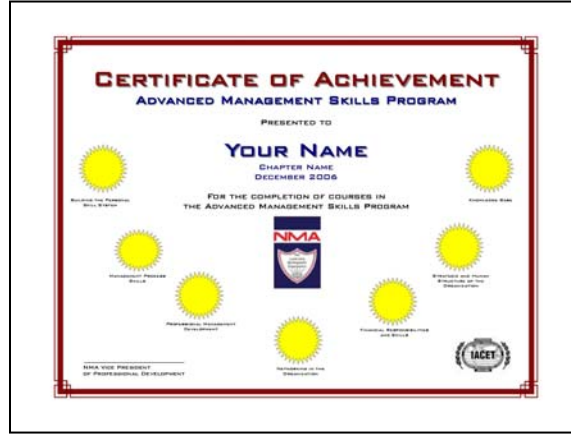 CERTIFICATE OF ACHIEVEMENT
ADVANCED MANAGEMENT SKILLS PROGRAM
PRESENTED TO
YOUR NAME
CHAPTER NAME
DECEMBER 2006
FOR THE COMPLETION OF COURSES IN
THE ADVANCED MANAGEMENT SKILLS PROGRAM
BUILDING THE PERSONAL
SKILL SYSTEM
KNOWLEDGE
NMA
MANAGEMENT PROCESS
SKILLS
STRATEGIC AND HUMAN
STRUCTURE OF THE
ORGANIZATION
PROFESSIONAL MANAGEMENT
DEVELOPMENT
FINANCIAL RESPONSIBILITIES
AND SKILLS
IN THE
ORGANIZATION
IACET
NMA VICE PRESIDENT
OF PROFESSIONAL DEVELOPMENT